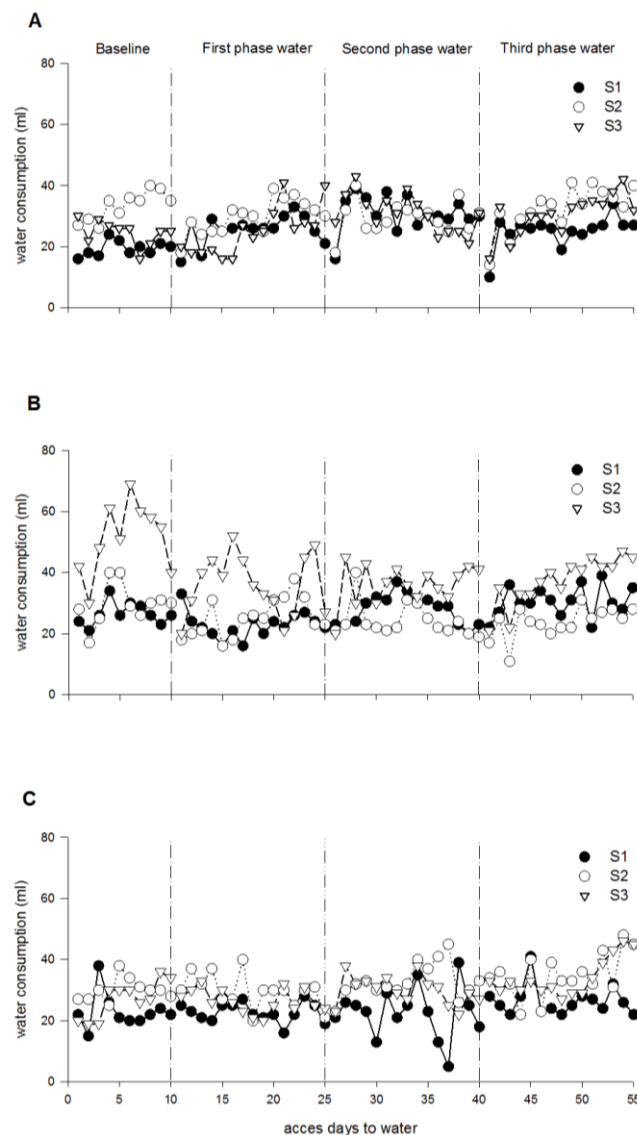 A
Baseline First phase water Second phase water Third phase water
80
60
40
20
0
water consumption (ml)
S1
S2
S3
B
80
60
40
20
0
water consumption (ml)
S1
S2
S3
C
80
60
40
20
0
water consumption (ml)
S1
S2
S3
0 5 10 15 20 25 30 35 40 45 50 55
acces days to water